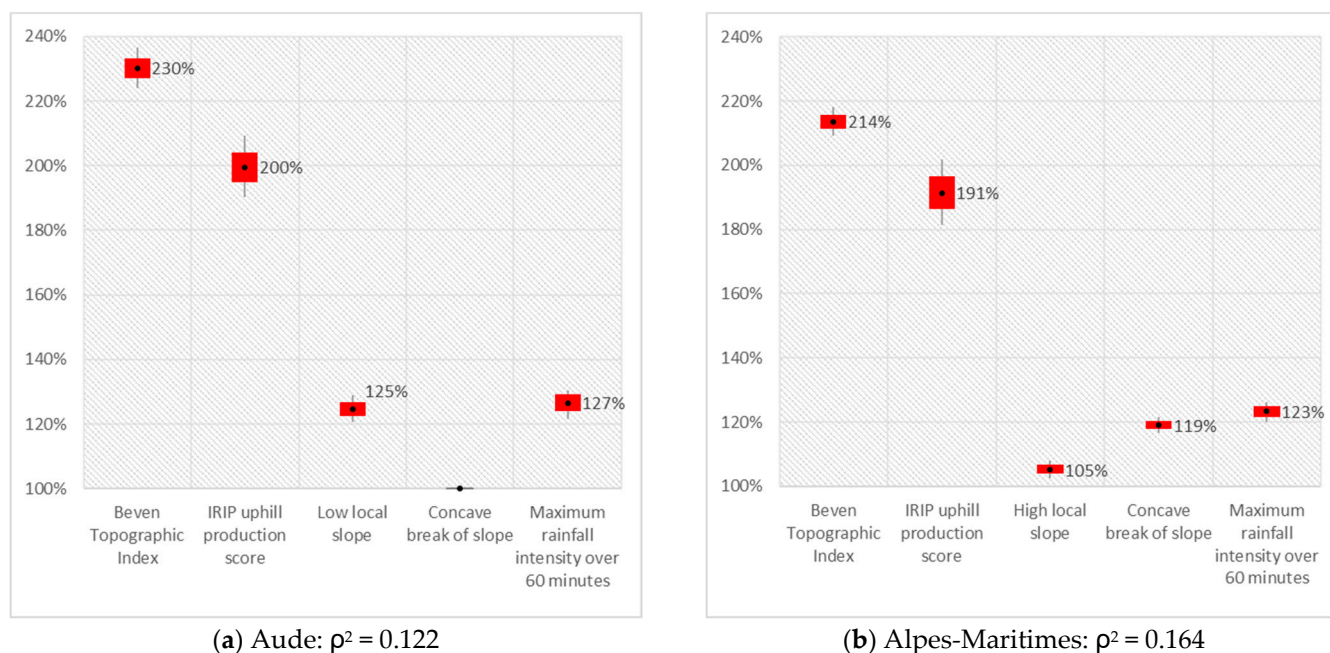 240%
220%
200%
180%
160%
140%
120%
100%
230%
200%
125%
127%
Beven
Topographic
Index
IRIP uphill
production
score
Low local
slope
Concave
break of slope
Maximum
rainfall
intensity over
60 minutes
(a) Aude: ρ² = 0.122
240%
220%
200%
180%
160%
140%
120%
100%
214%
191%
105%
119%
123%
Beven
Topographic
Index
IRIP uphill
production
score
High local
slope
Concave
break of slope
Maximum
rainfall
intensity over
60 minutes
(b) Alpes-Maritimes: ρ² = 0.164